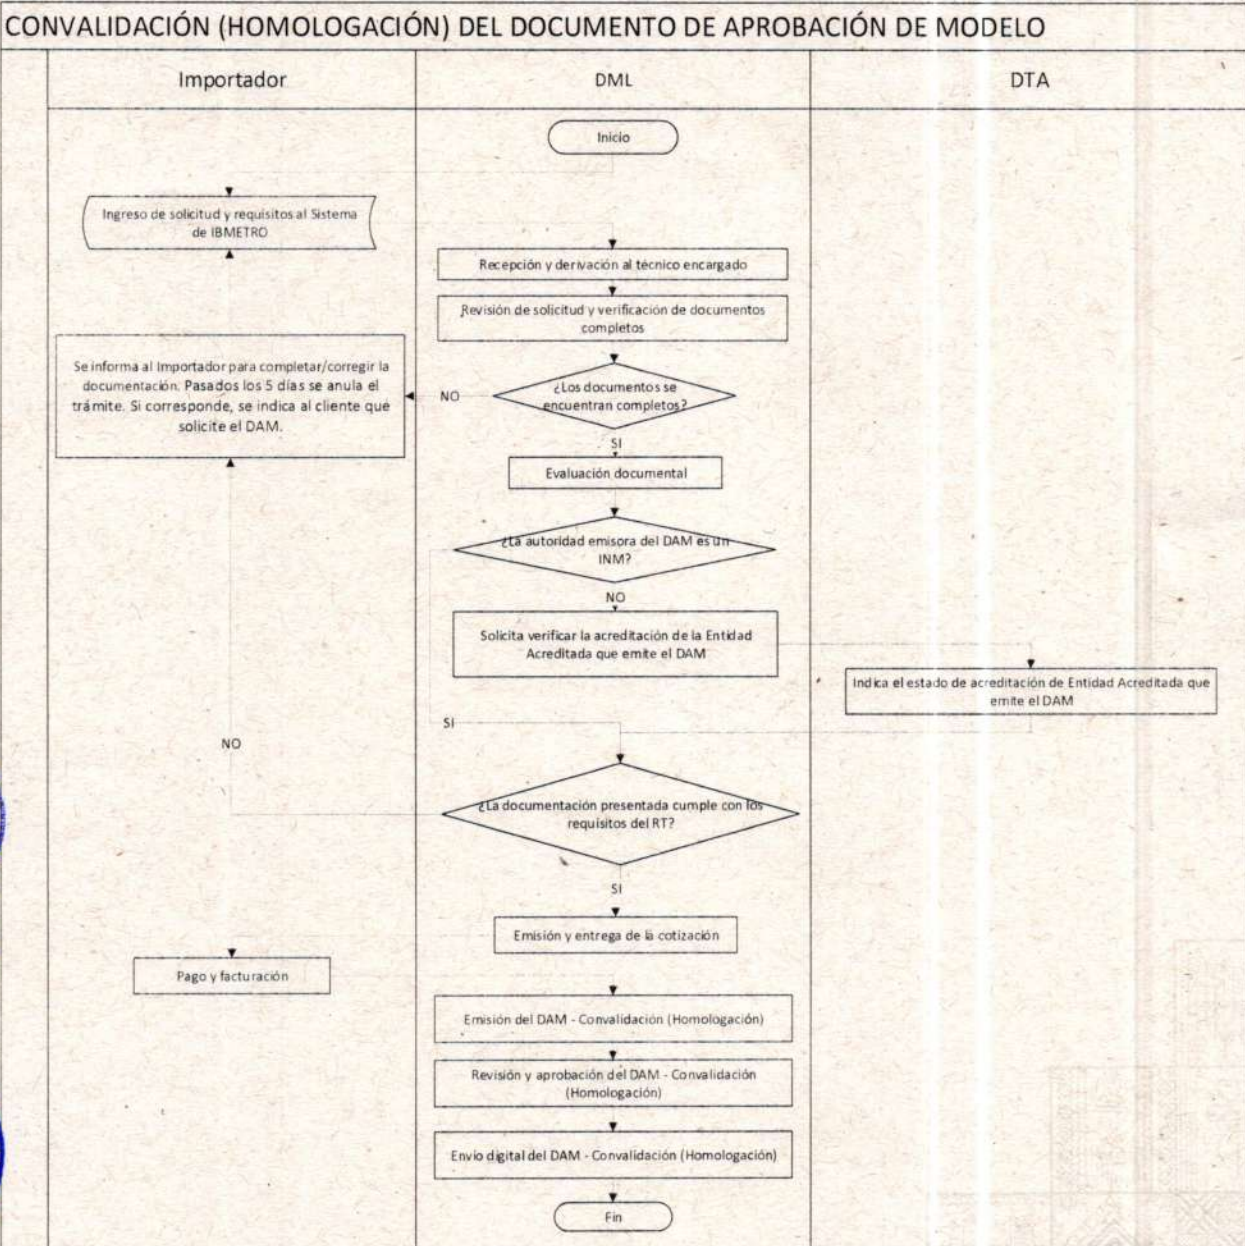 CONVALIDACIÓN (HOMOLOGACIÓN) DEL DOCUMENTO DE APROBACIÓN DE MODELO
Importador
DML
DTA
Inicio
Ingreso de solicitud y requisitos al Sistema
de IBMETRO
Recepción y derivación al técnico encargado
Revisión de solicitud y verificación de documentos
completos
Se informa al Importador para completar/corregir la
documentación. Pasados los 5 días se anula el
trámite. Si corresponde, se indica al cliente que
solicite el DAM.
NO
¿Los documentos se
encuentran completos?
SI
Evaluación documental
¿La autoridad emisora del DAM es un
INM?
NO
Solicita verificar la acreditación de la Entidad
Acreditada que emite el DAM
Indica el estado de acreditación de Entidad Acreditada que
emite el DAM
SI
NO
¿La documentación presentada cumple con los
requisitos del RT?
SI
Emisión y entrega de la cotización
Pago y facturación
Emisión del DAM - Convalidación (Homologación)
Revisión y aprobación del DAM - Convalidación
(Homologación)
Envío digital del DAM - Convalidación (Homologación)
Fin